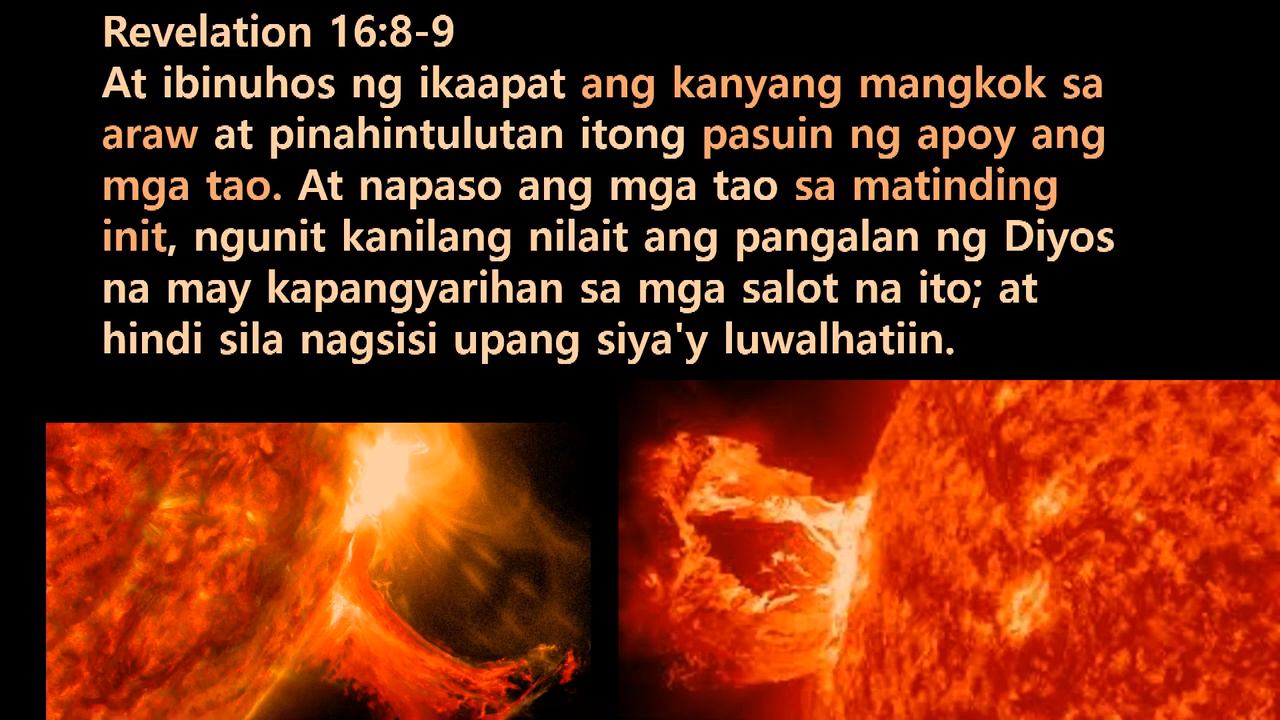 Revelation 16:8-9
At ibinuhos ng ikaapat ang kanyang mangkok sa
araw at pinahintulutan itong pasuin ng apoy ang
mga tao. At napaso ang mga tao sa matinding
init, ngunit kanilang nilait ang pangalan ng Diyos
na may kapangyarihan sa mga salot na ito; at
hindi sila nagsisi upang siya'y luwalhatiin.